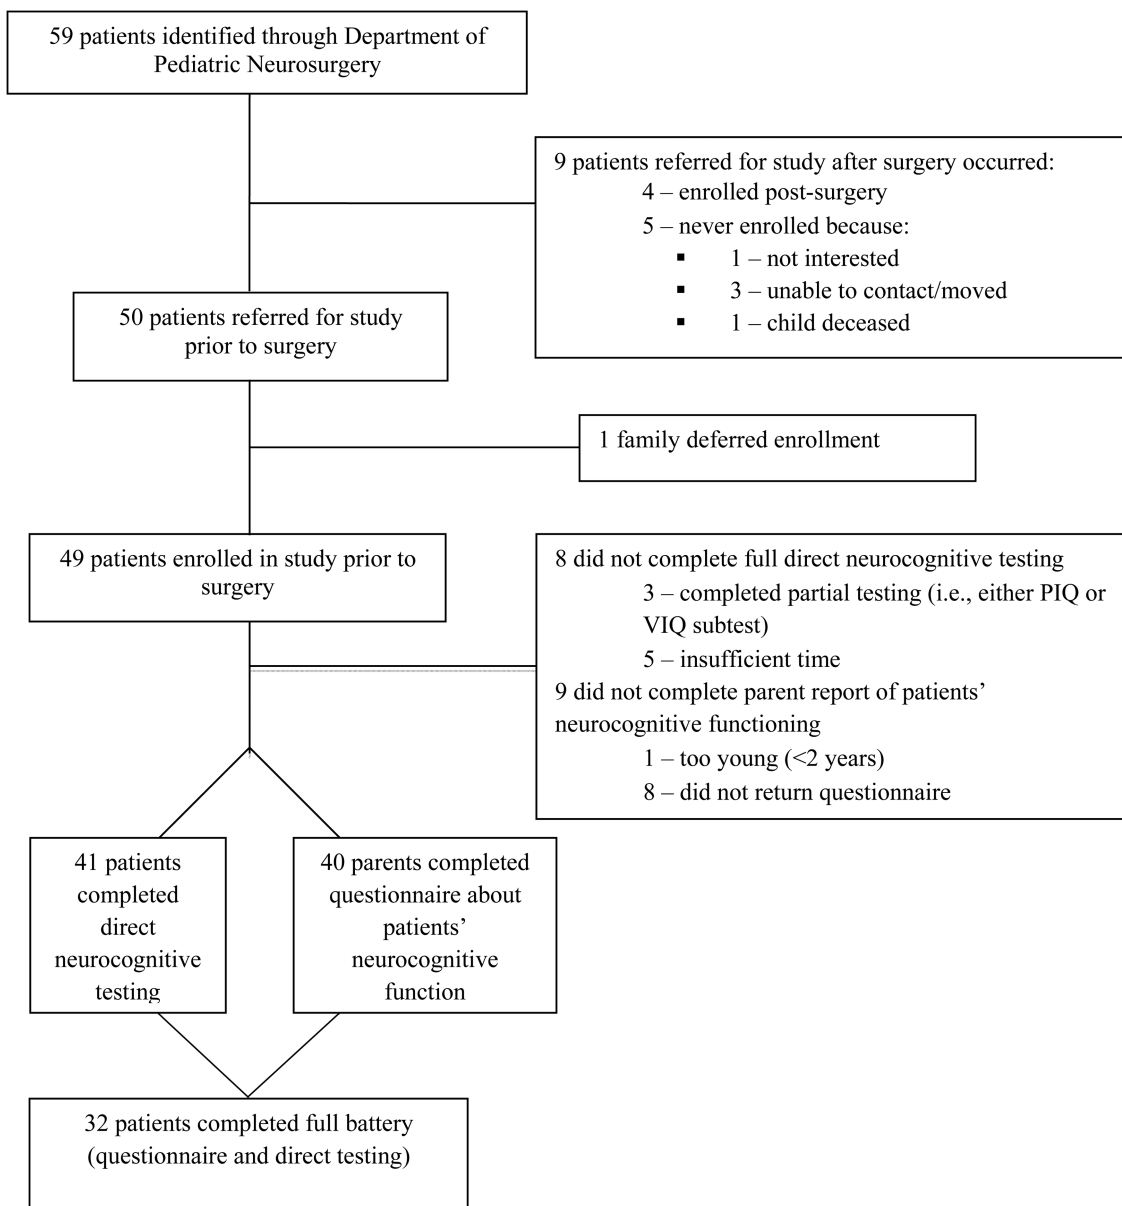 59 patients identified through Department of
Pediatric Neurosurgery
9 patients referred for study after surgery occurred:
4 – enrolled post-surgery
5 – never enrolled because:
▪ 1 – not interested
▪ 3 – unable to contact/moved
▪ 1 – child deceased
50 patients referred for study
prior to surgery
1 family deferred enrollment
49 patients enrolled in study prior to
surgery
8 did not complete full direct neurocognitive testing
3 – completed partial testing (i.e., either PIQ or
VIQ subtest)
5 – insufficient time
9 did not complete parent report of patients’
neurocognitive functioning
1 – too young (<2 years)
8 – did not return questionnaire
41 patients
completed
direct
neurocognitive
testing
40 parents completed
questionnaire about
patients’
neurocognitive
function
32 patients completed full battery
(questionnaire and direct testing)